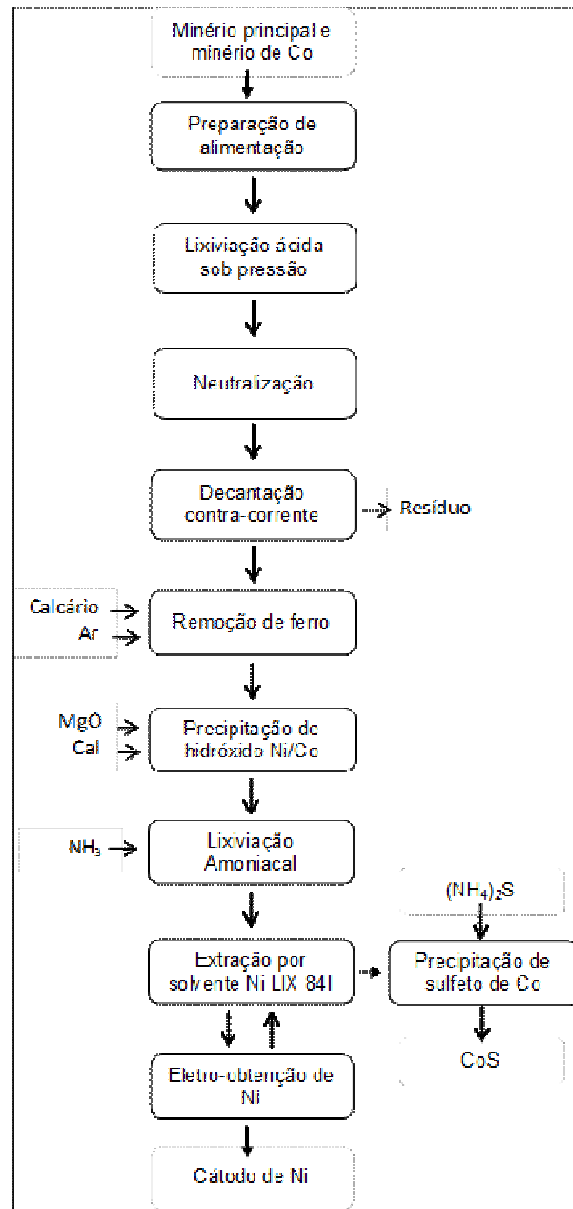 Minério principal e
minério de Co
Preparação de
alimentação
Lixiviação ácida
sob pressão
Neutralização
Decantação
contra-corrente
Resíduo
Calcário
Ar
Remoção de ferro
MgO
Cal
Precipitação de
hidróxido Ni/Co
NH₃
Lixiviação
Amoniacal
(NH₄)₂S
Extração por
solvente Ni LIX 84I
Precipitação de
sulfeto de Co
CoS
Eletro-obtenção de
Ni
Cátodo de Ni